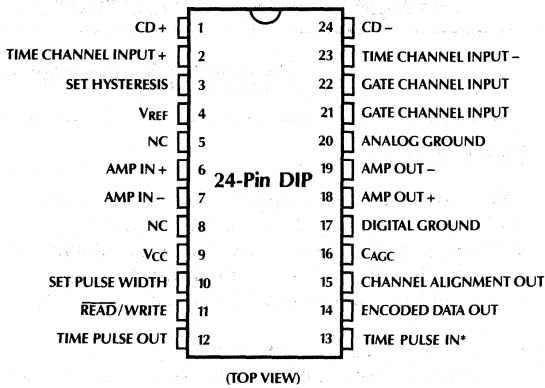 CD + 1 24 CD –
TIME CHANNEL INPUT + 2 23 TIME CHANNEL INPUT –
SET HYSTERESIS 3 22 GATE CHANNEL INPUT
VREF 4 21 GATE CHANNEL INPUT
NC 5 20 ANALOG GROUND
AMP IN + 6 19 AMP OUT –
24-Pin DIP
AMP IN – 7 18 AMP OUT +
NC 8 17 DIGITAL GROUND
VCC 9 16 CAGC
SET PULSE WIDTH 10 15 CHANNEL ALIGNMENT OUT
READ/WRITE 11 14 ENCODED DATA OUT
TIME PULSE OUT 12 13 TIME PULSE IN*
(TOP VIEW)